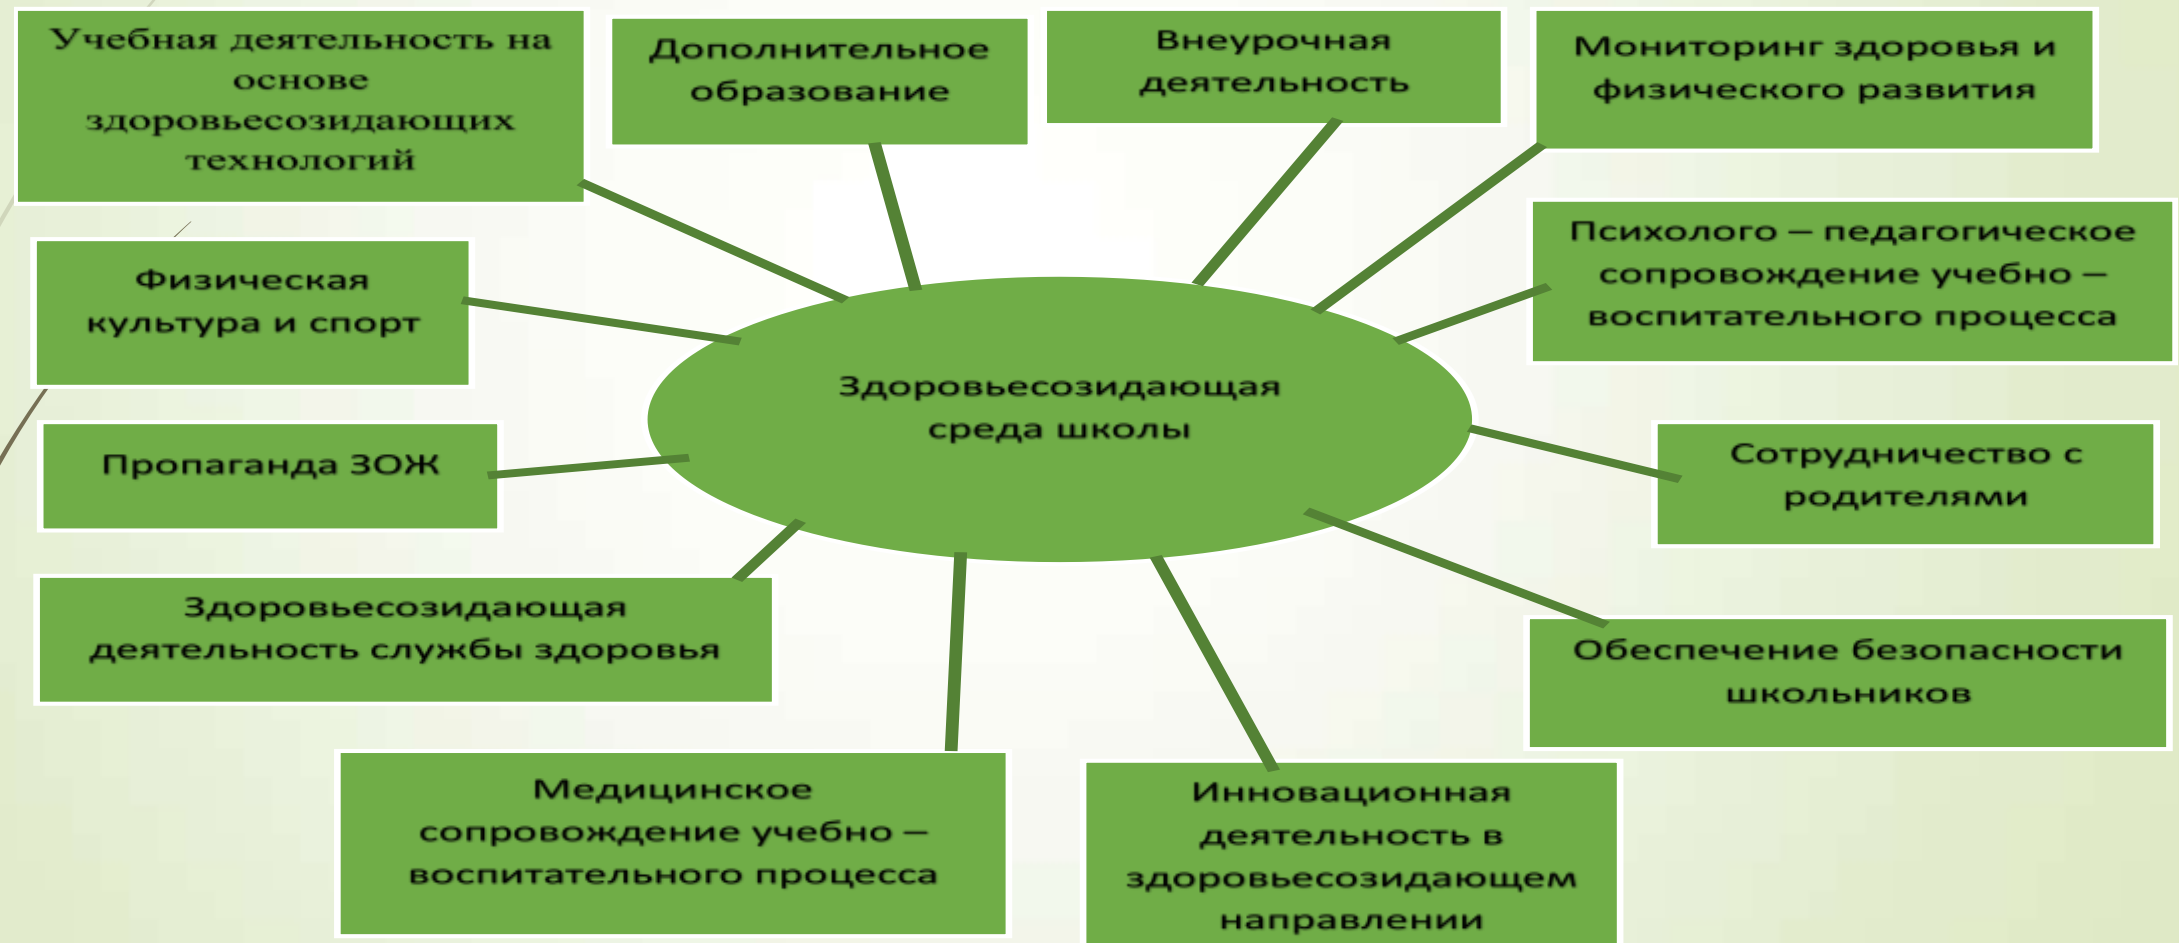 Учебная деятельность на
основе
здоровьесозидающих
технологий
Дополнительное
образование
Внеурочная
деятельность
Мониторинг здоровья и
физического развития
Физическая
культура и спорт
Психолого – педагогическое
сопровождение учебно –
воспитательного процесса
Здоровьесозидающая
среда школы
Пропаганда ЗОЖ
Сотрудничество с
родителями
Здоровьесозидающая
деятельность службы здоровья
Обеспечение безопасности
школьников
Медицинское
сопровождение учебно –
воспитательного процесса
Инновационная
деятельность в
здоровьесозидающем
направлении